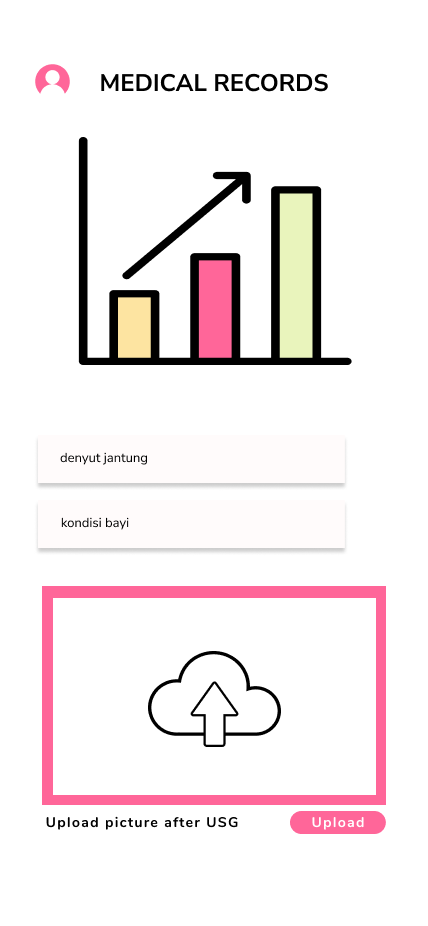 MEDICAL RECORDS
denyut jantung
kondisi bayi
Upload picture after USG
Upload